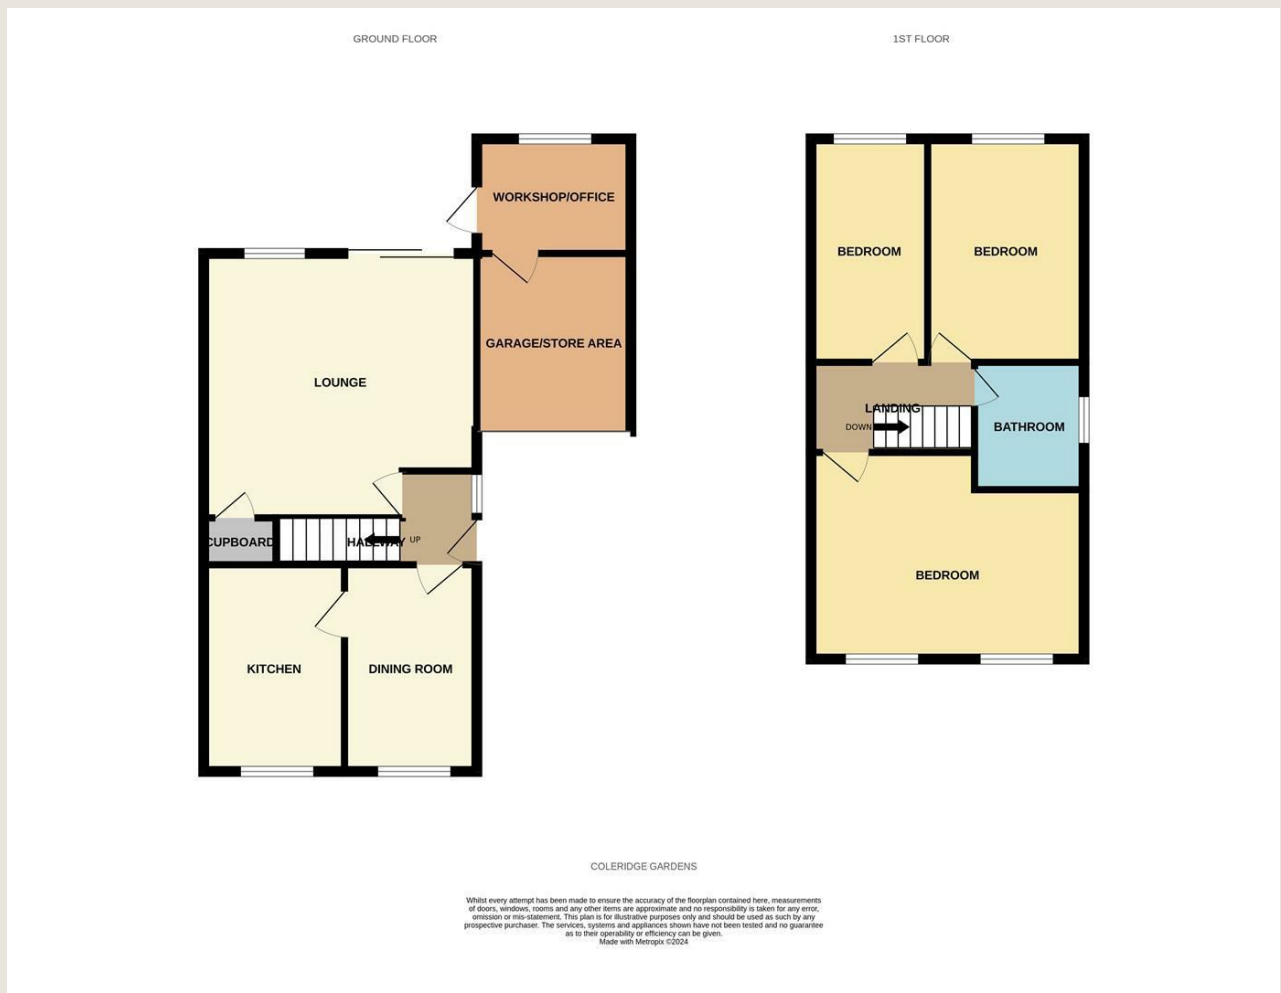 GROUND FLOOR
1ST FLOOR
WORKSHOP/OFFICE
GARAGE/STORE AREA
LOUNGE
CUPBOARD
HALLWAY
UP
KITCHEN
DINING ROOM
BEDROOM
BEDROOM
LANDING
DOWN
BATHROOM
BEDROOM
COLERIDGE GARDENS
Whilst every attempt has been made to ensure the accuracy of the floorplan contained here, measurements
of doors, windows, rooms and any other items are approximate and no responsibility is taken for any error,
omission or mis-statement. This plan is for illustrative purposes only and should be used as such by any
prospective purchaser. The services, systems and appliances shown have not been tested and no guarantee
as to their operability or efficiency can be given.
Made with Metropix ©2024